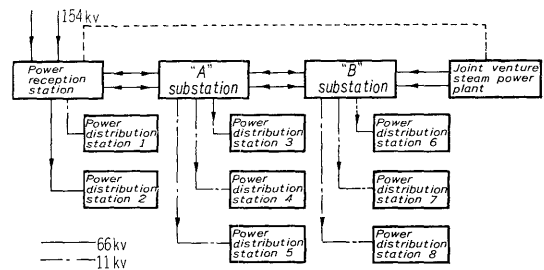 154kv
Power
reception
station
"A"
substation
"B"
substation
Joint venture
steam power
plant
Power
distribution
station 1
Power
distribution
station 3
Power
distribution
station 6
Power
distribution
station 2
Power
distribution
station 4
Power
distribution
station 7
Power
distribution
station 5
Power
distribution
station 8
66kv
11kv